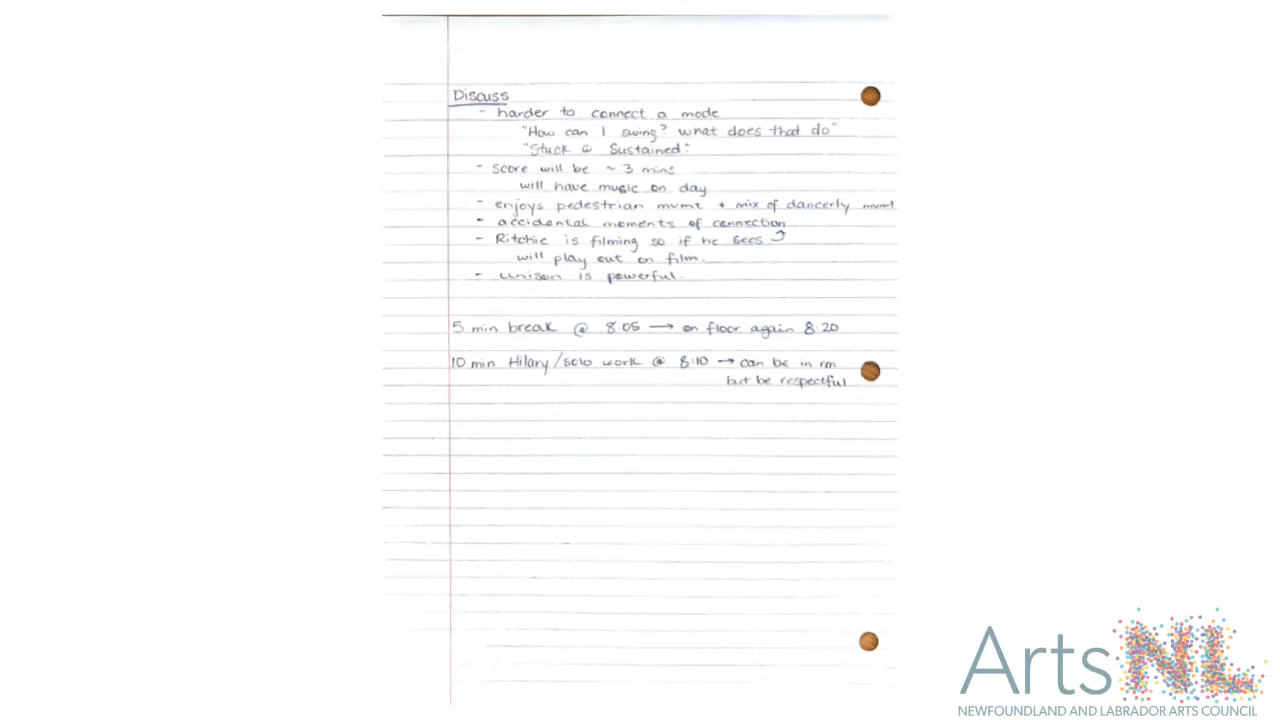 Discuss
- harder to connect a mode
"How can I swing? what does that do"
"Stuck in Sustained."
- score will be ~ 3 mins
will have music on day
- enjoys pedestrian mvmt + mix of dancerly mvmt
- accidental moments of connection
- Ritchie is filming so if he sees ⤴
will play out on film.
- unison is powerful.
5 min break @ 8:05 → on floor again 8:20
10 min Hilary/solo work @ 8:10 → can be in rm
but be respectful
Arts NL
NEWFOUNDLAND AND LABRADOR ARTS COUNCIL